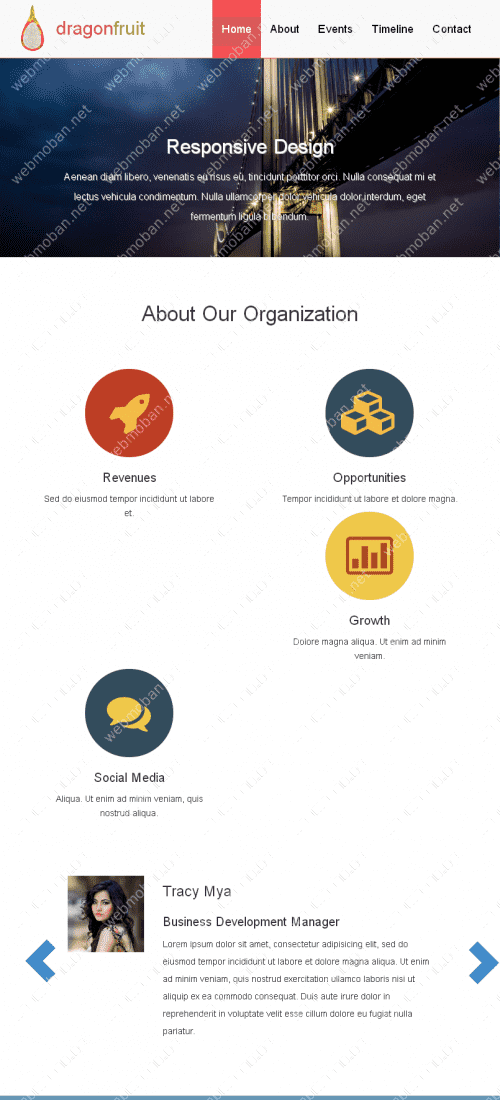 dragonfruit
Home About Events Timeline Contact
Responsive Design
Aenean diam libero, venenatis eu risus eu, tincidunt porttitor orci. Nulla consequat mi et
lectus vehicula condimentum. Nulla ullamcorper dolor vehicula dolor interdum, eget
fermentum ligula bibendum.
About Our Organization
Revenues
Sed do eiusmod tempor incididunt ut labore
et.
Opportunities
Tempor incididunt ut labore et dolore magna.
Growth
Dolore magna aliqua. Ut enim ad minim
veniam.
Social Media
Aliqua. Ut enim ad minim veniam, quis
nostrud aliqua.
Tracy Mya
Business Development Manager
Lorem ipsum dolor sit amet, consectetur adipisicing elit, sed do
eiusmod tempor incididunt ut labore et dolore magna aliqua. Ut enim
ad minim veniam, quis nostrud exercitation ullamco laboris nisi ut
aliquip ex ea commodo consequat. Duis aute irure dolor in
reprehenderit in voluptate velit esse cillum dolore eu fugiat nulla
pariatur.
webmoban.net